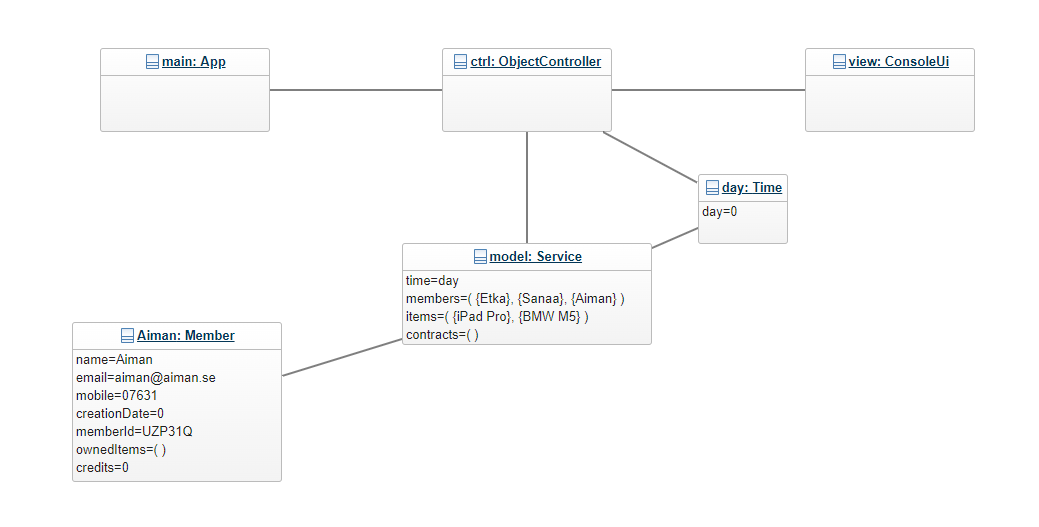 main: App
ctrl: ObjectController
view: ConsoleUi
day: Time
day=0
model: Service
time=day
members=( {Etka}, {Sanaa}, {Aiman} )
items=( {iPad Pro}, {BMW M5} )
contracts=( )
Aiman: Member
name=Aiman
email=aiman@aiman.se
mobile=07631
creationDate=0
memberId=UZP31Q
ownedItems=( )
credits=0